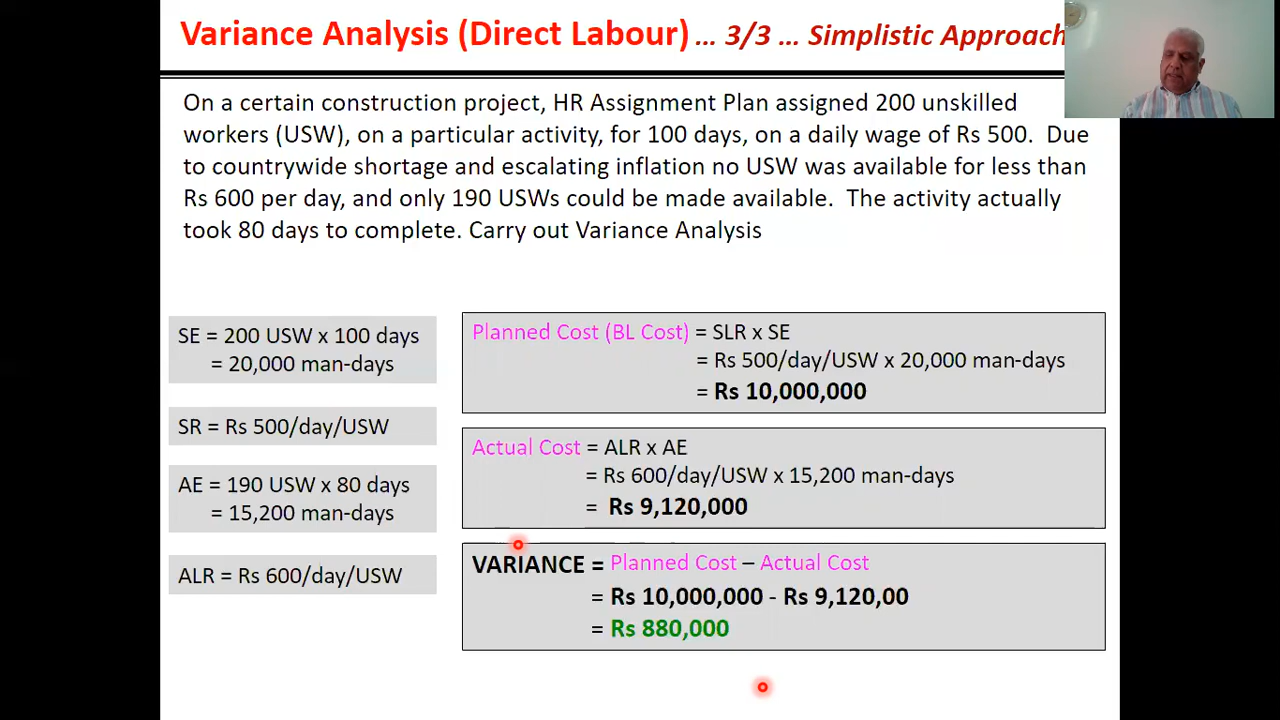 Variance Analysis (Direct Labour) … 3/3 … Simplistic Approach
On a certain construction project, HR Assignment Plan assigned 200 unskilled
workers (USW), on a particular activity, for 100 days, on a daily wage of Rs 500. Due
to countrywide shortage and escalating inflation no USW was available for less than
Rs 600 per day, and only 190 USWs could be made available. The activity actually
took 80 days to complete. Carry out Variance Analysis
SE = 200 USW x 100 days
= 20,000 man-days
SR = Rs 500/day/USW
AE = 190 USW x 80 days
= 15,200 man-days
ALR = Rs 600/day/USW
Planned Cost (BL Cost) = SLR x SE
= Rs 500/day/USW x 20,000 man-days
= Rs 10,000,000
Actual Cost = ALR x AE
= Rs 600/day/USW x 15,200 man-days
= Rs 9,120,000
VARIANCE = Planned Cost – Actual Cost
= Rs 10,000,000 - Rs 9,120,00
= Rs 880,000